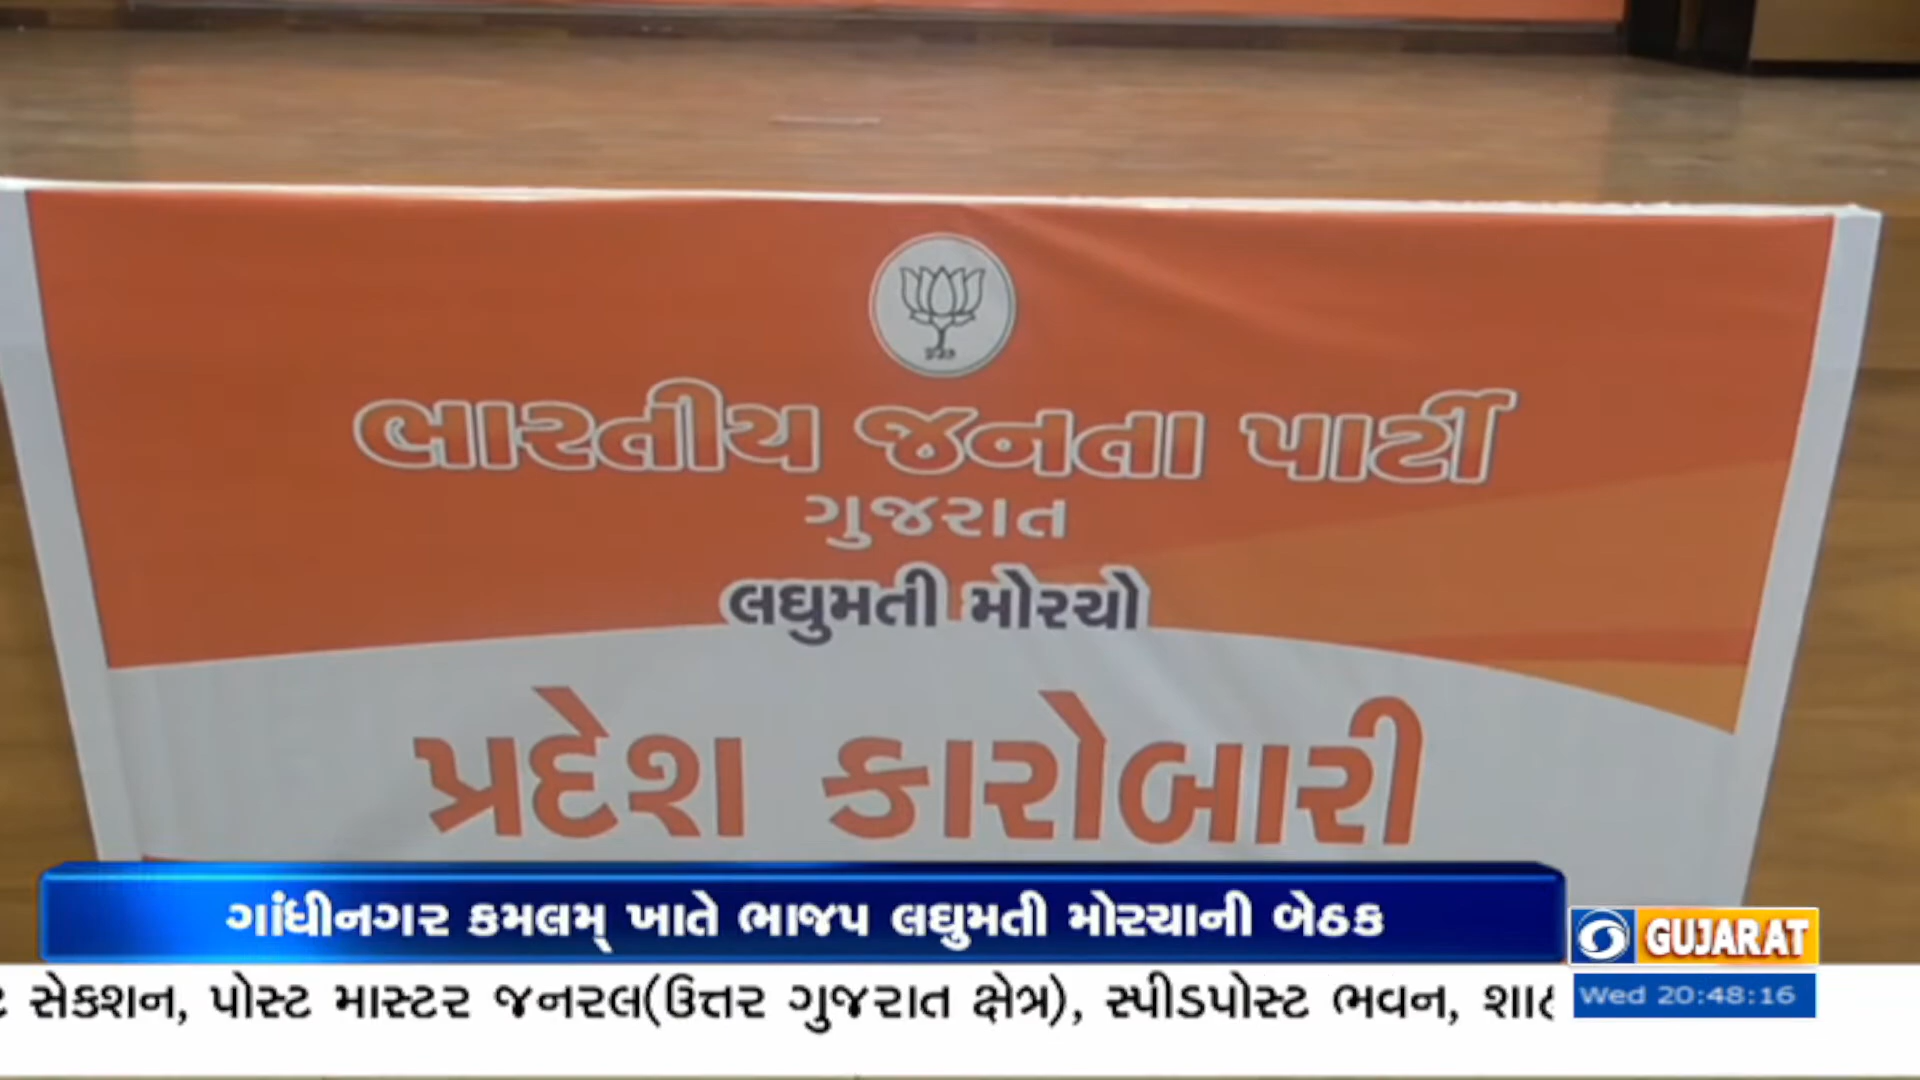 ભારતીય જનતા પાર્ટી
ગુજરાત
લઘુમતી મોરચો
પ્રદેશ કારોબારી
ગાંધીનગર કમલમ્ ખાતે ભાજપ લઘુમતી મોરચાની બેઠક
GUJARAT
સેકશન, પોસ્ટ માસ્ટર જનરલ(ઉત્તર ગુજરાત ક્ષેત્ર), સ્પીડપોસ્ટ ભવન,
Wed 20:48:16